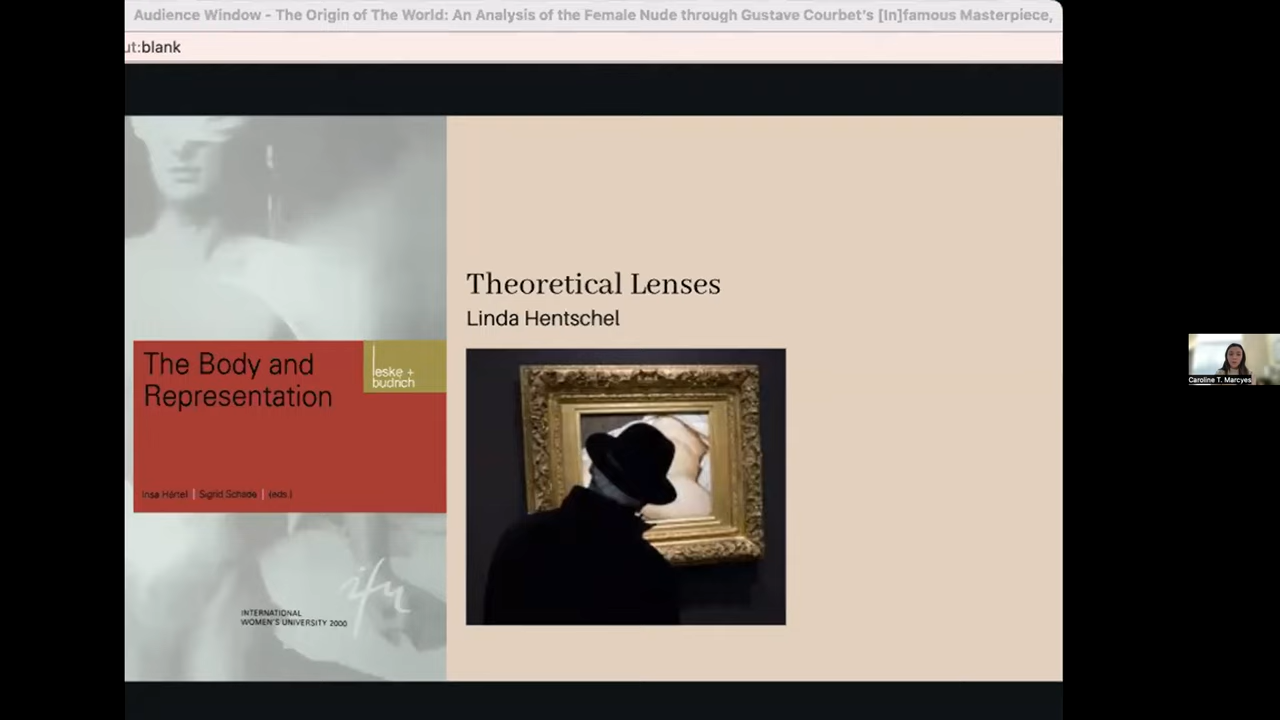 Audience Window - The Origin of The World: An Analysis of the Female Nude through Gustave Courbet's [In]famous Masterpiece,
ut:blank
Theoretical Lenses
Linda Hentschel
The Body and
Representation
leske +
budrich
Insa Härtel | Sigrid Schade | (eds.)
ifu
INTERNATIONAL
WOMEN'S UNIVERSITY 2000
Caroline T. Marcyes